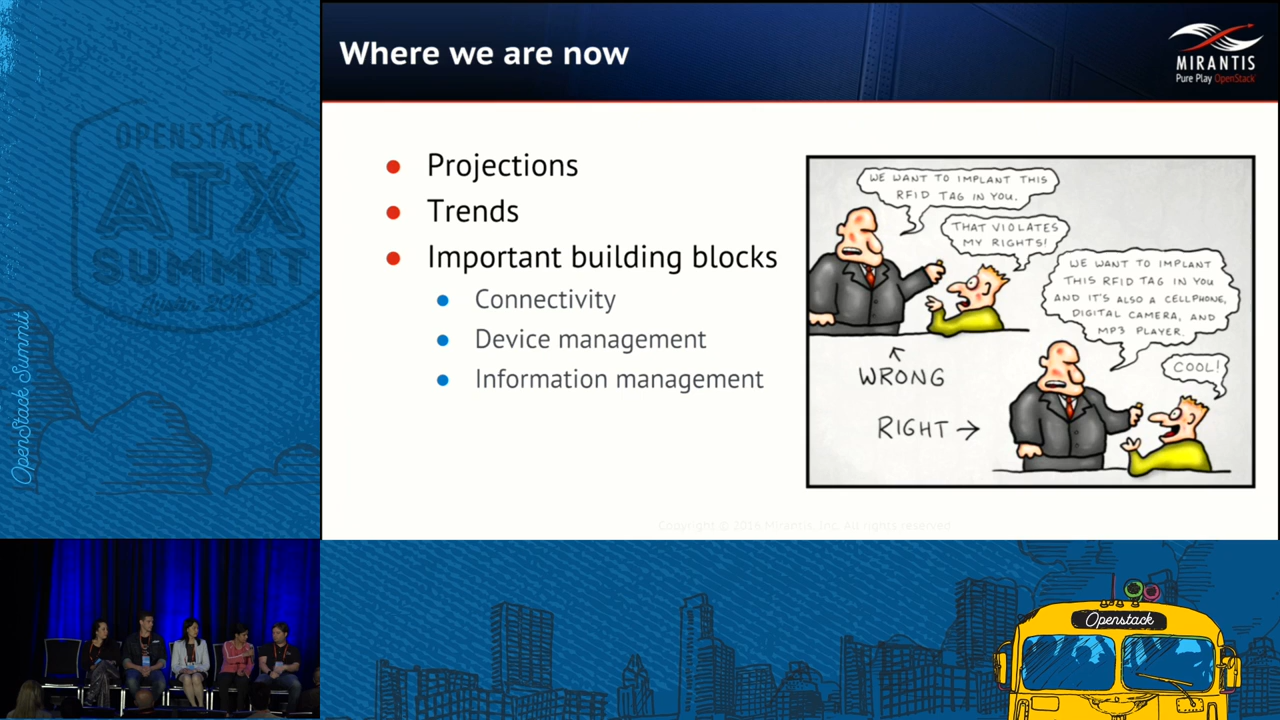 Where we are now
MIRANTIS
Pure Play OpenStack
OPENSTACK
ATX
SUMMIT
OpenStack Summit
Projections
Trends
Important building blocks
Connectivity
Device management
Information management
WE WANT TO IMPLANT THIS
RFID TAG IN YOU.
THAT VIOLATES
MY RIGHTS!
WE WANT TO IMPLANT
THIS RFID TAG IN YOU
AND IT'S ALSO A CELLPHONE,
DIGITAL CAMERA, AND
MP3 PLAYER.
COOL!
WRONG
RIGHT
Copyright © 2016 Mirantis, Inc. All rights reserved
Openstack